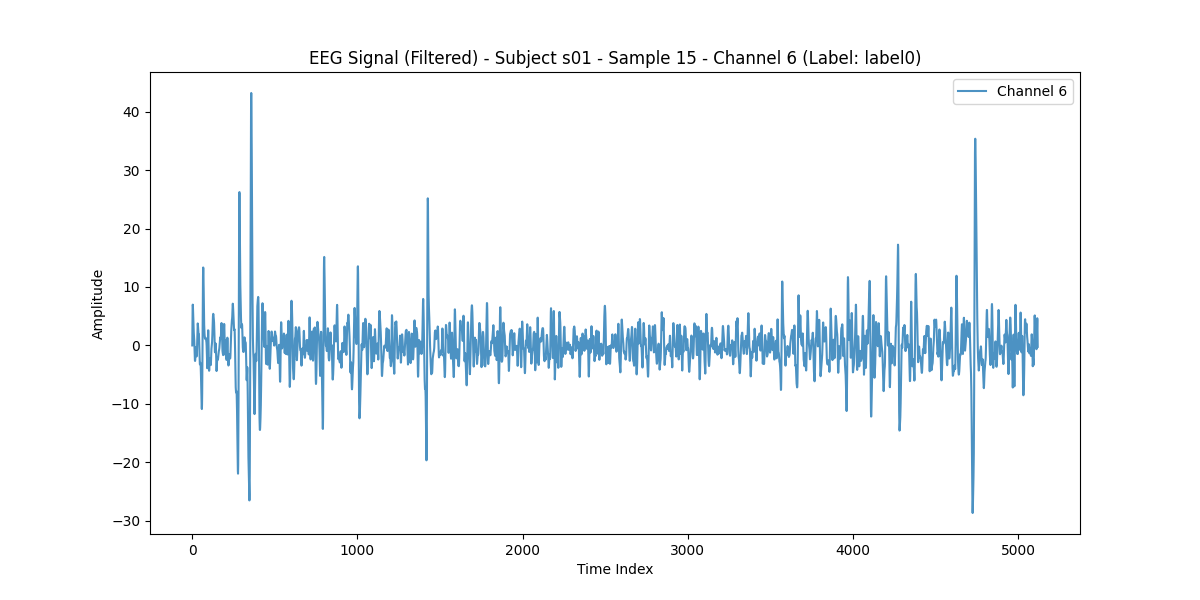 EEG Signal (Filtered) - Subject s01 - Sample 15 - Channel 6 (Label: label0)
Channel 6
40
30
20
10
0
−10
−20
−30
Amplitude
0 1000 2000 3000 4000 5000
Time Index